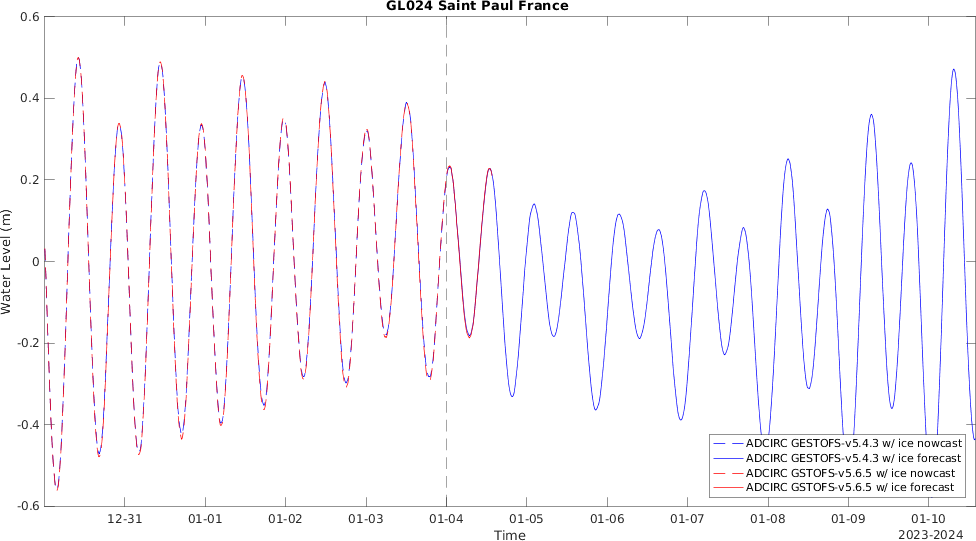 GL024 Saint Paul France
0.6
0.4
0.2
0
-0.2
-0.4
-0.6
Water Level (m)
12-31
01-01
01-02
01-03
01-04
01-05
01-06
01-07
01-08
01-09
01-10
Time
2023-2024
ADCIRC GESTOFS-v5.4.3 w/ ice nowcast
ADCIRC GESTOFS-v5.4.3 w/ ice forecast
ADCIRC GSTOFS-v5.6.5 w/ ice nowcast
ADCIRC GSTOFS-v5.6.5 w/ ice forecast